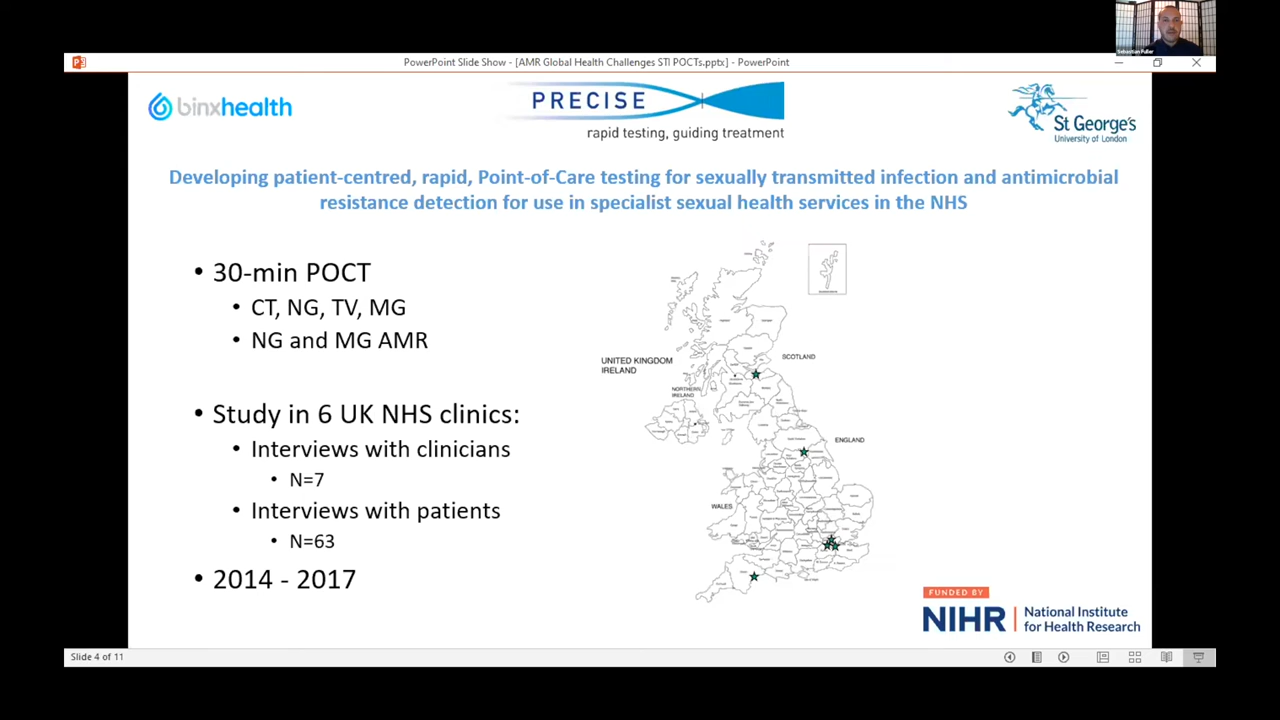 Sebastian Fuller
PowerPoint Slide Show - [AMR Global Health Challenges STI POCTs.pptx] - PowerPoint
binxhealth
PRECISE
rapid testing, guiding treatment
St George's
University of London
Developing patient-centred, rapid, Point-of-Care testing for sexually transmitted infection and antimicrobial
resistance detection for use in specialist sexual health services in the NHS
• 30-min POCT
• CT, NG, TV, MG
• NG and MG AMR
• Study in 6 UK NHS clinics:
• Interviews with clinicians
• N=7
• Interviews with patients
• N=63
• 2014 - 2017
UNITED KINGDOM
IRELAND
SCOTLAND
NORTHERN
IRELAND
ENGLAND
WALES
FUNDED BY
NIHR | National Institute
for Health Research
Slide 4 of 11